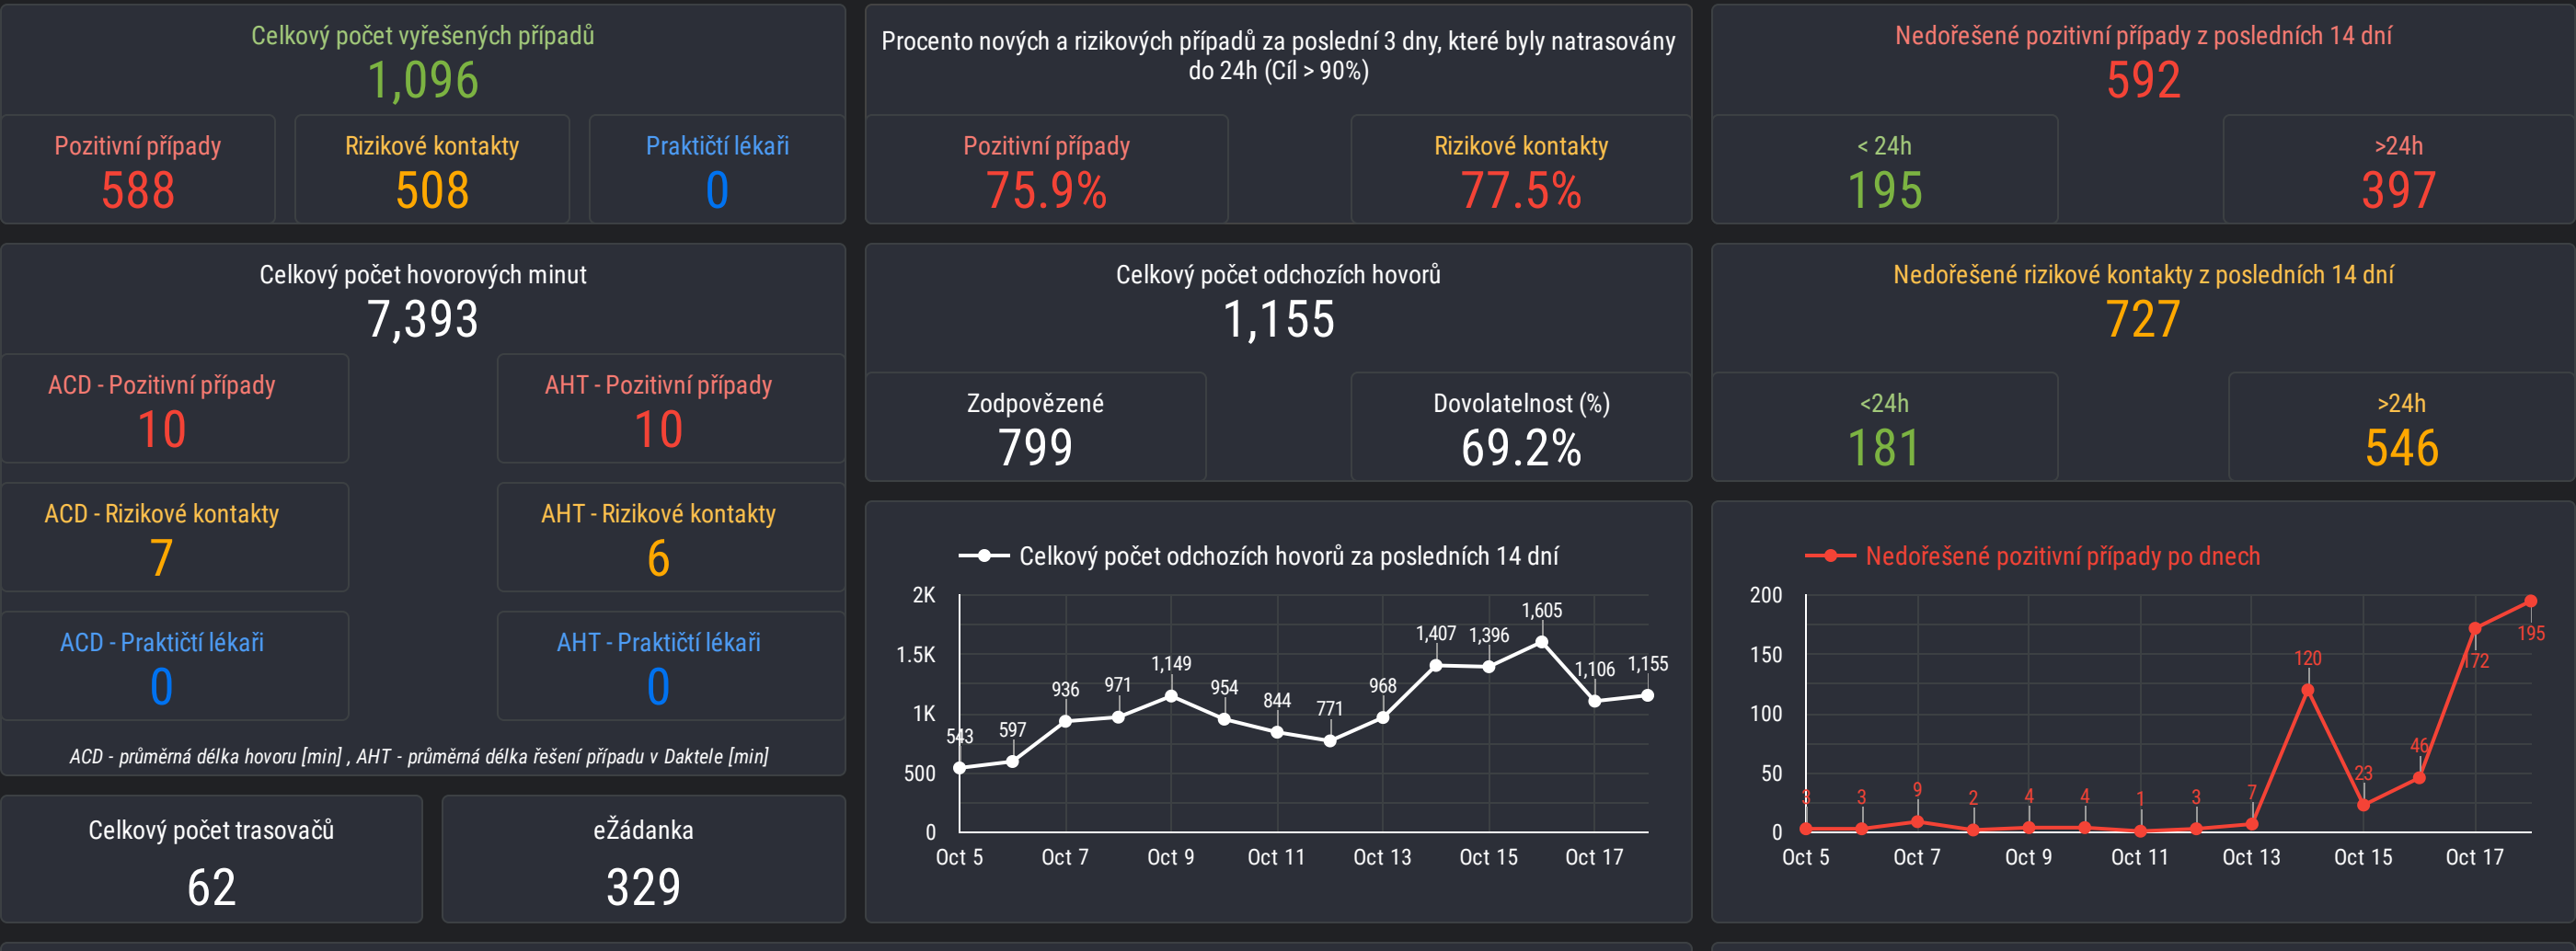 Celkový počet vyřešených případů
1,096
Pozitivní případy
588
Rizikové kontakty
508
Praktičtí lékaři
0
Procento nových a rizikových případů za poslední 3 dny, které byly natrasovány
do 24h (Cíl > 90%)
Pozitivní případy
75.9%
Rizikové kontakty
77.5%
Nedořešené pozitivní případy z posledních 14 dní
592
< 24h
195
>24h
397
Celkový počet hovorových minut
7,393
ACD - Pozitivní případy
10
AHT - Pozitivní případy
10
ACD - Rizikové kontakty
7
AHT - Rizikové kontakty
6
ACD - Praktičtí lékaři
0
AHT - Praktičtí lékaři
0
ACD - průměrná délka hovoru [min] , AHT - průměrná délka řešení případu v Daktele [min]
Celkový počet trasovačů
62
eŽádanka
329
Celkový počet odchozích hovorů
1,155
Zodpovězené
799
Dovolatelnost (%)
69.2%
Nedořešené rizikové kontakty z posledních 14 dní
727
<24h
181
>24h
546
Celkový počet odchozích hovorů za posledních 14 dní
2K
1.5K
1K
500
0
543
597
936
971
1,149
954
844
771
968
1,407
1,396
1,605
1,106
1,155
Oct 5
Oct 7
Oct 9
Oct 11
Oct 13
Oct 15
Oct 17
Nedořešené pozitivní případy po dnech
200
150
100
50
0
3
3
9
2
4
4
1
3
7
120
23
46
172
195
Oct 5
Oct 7
Oct 9
Oct 11
Oct 13
Oct 15
Oct 17